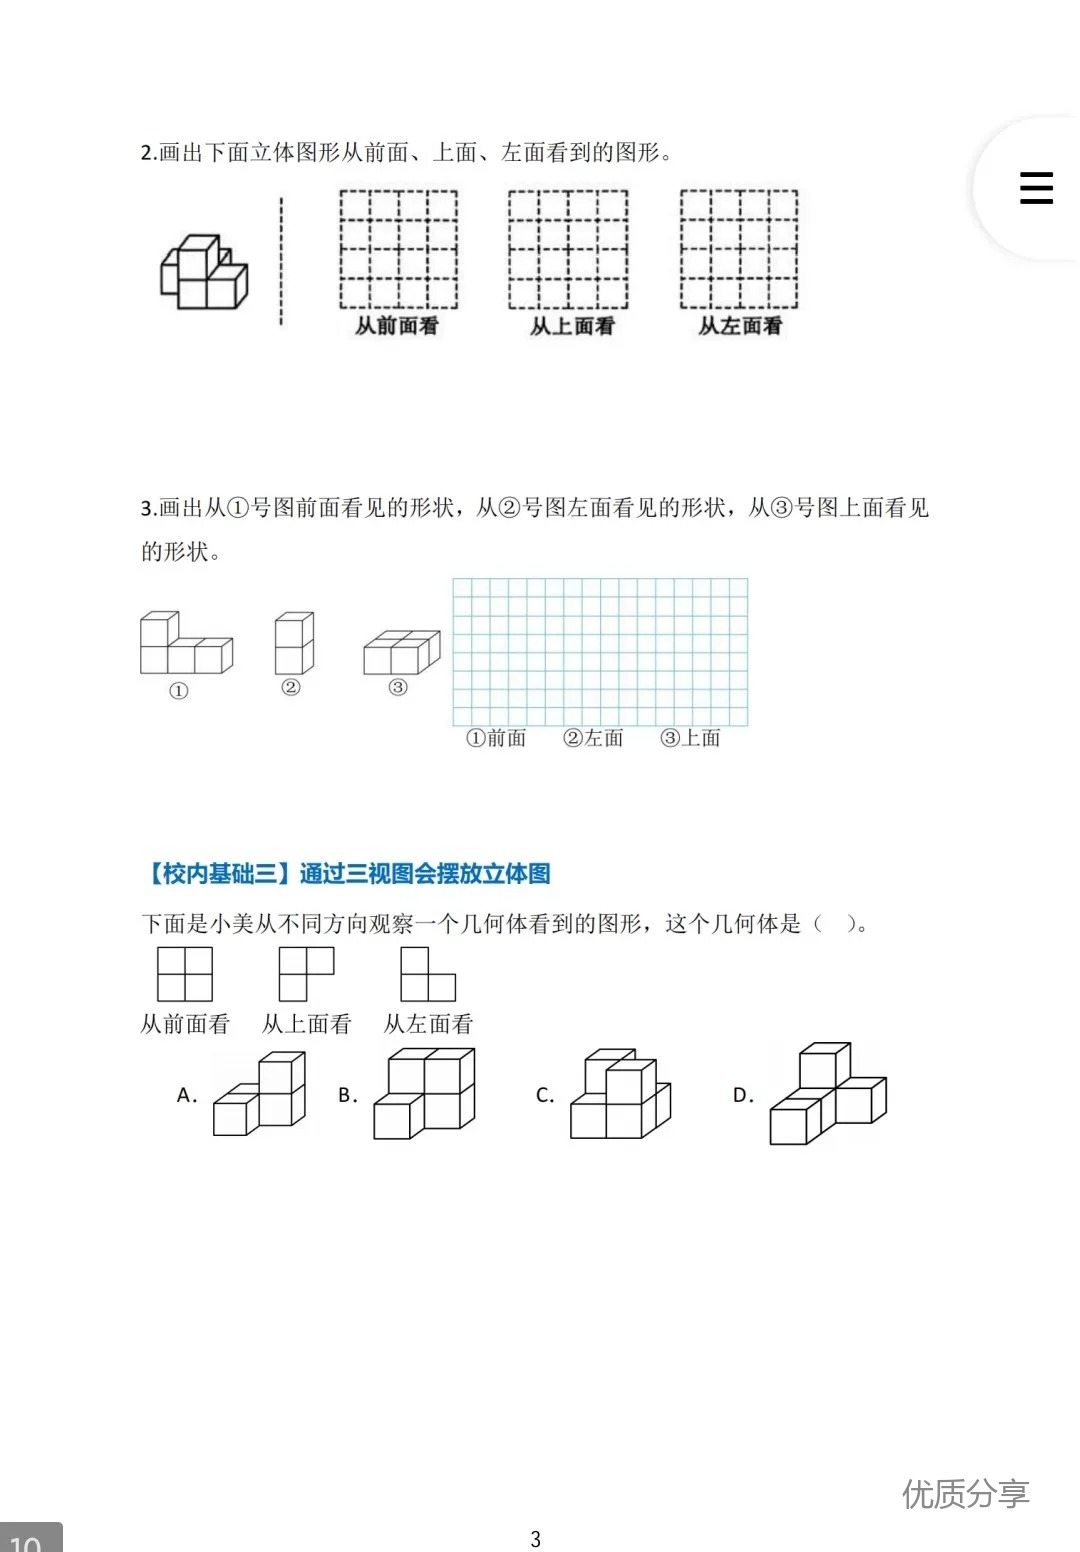 2.画出下面立体图形从前面、上面、左面看到的图形。
从前面看 从上面看 从左面看
3.画出从①号图前面看见的形状，从②号图左面看见的形状，从③号图上面看见
的形状。
① ② ③
①前面 ②左面 ③上面
【校内基础三】通过三视图会摆放立体图
下面是小美从不同方向观察一个几何体看到的图形，这个几何体是（ ）。
从前面看 从上面看 从左面看
A. B. C. D.
优质分享
3
10